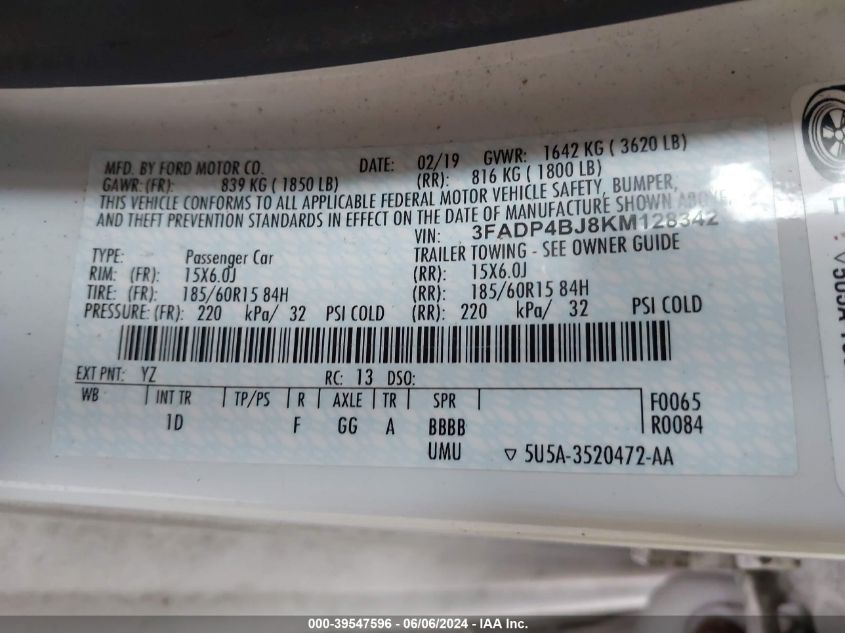 MFD. BY FORD MOTOR CO. DATE: 02/19 GVWR: 1642 KG ( 3620 LB)
GAWR: (FR): 839 KG ( 1850 LB) (RR): 816 KG ( 1800 LB)
THIS VEHICLE CONFORMS TO ALL APPLICABLE FEDERAL MOTOR VEHICLE SAFETY, BUMPER,
AND THEFT PREVENTION STANDARDS IN EFFECT ON THE DATE OF MANUFACTURE SHOWN ABOVE.
VIN: 3FADP4BJ8KM128342
TYPE: Passenger Car TRAILER TOWING - SEE OWNER GUIDE
RIM: (FR): 15X6.0J (RR): 15X6.0J
TIRE: (FR): 185/60R15 84H (RR): 185/60R15 84H
PRESSURE: (FR): 220 kPa/ 32 PSI COLD (RR): 220 kPa/ 32 PSI COLD
EXT PNT: YZ RC: 13 DSO:
WB INT TR TP/PS R AXLE TR SPR F0065
1D F GG A BBBB R0084
UMU ▽ 5U5A-3520472-AA
000-39547596 - 06/06/2024 - IAA Inc.